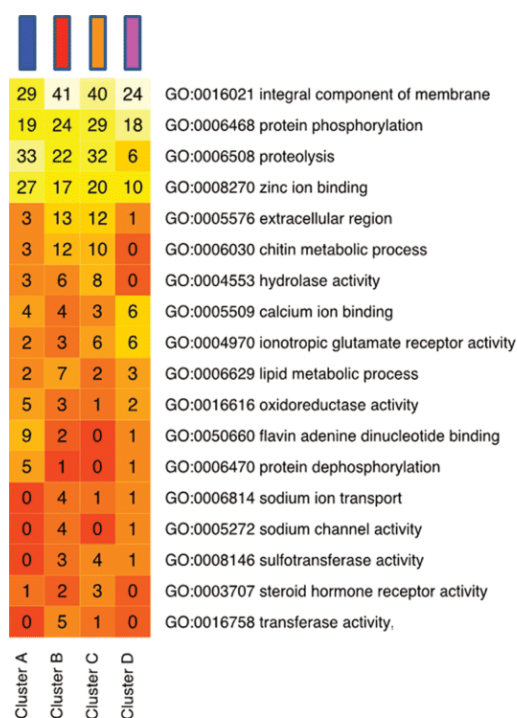 29 41 40 24 GO:0016021 integral component of membrane
19 24 29 18 GO:0006468 protein phosphorylation
33 22 32 6 GO:0006508 proteolysis
27 17 20 10 GO:0008270 zinc ion binding
3 13 12 1 GO:0005576 extracellular region
3 12 10 0 GO:0006030 chitin metabolic process
3 6 8 0 GO:0004553 hydrolase activity
4 4 3 6 GO:0005509 calcium ion binding
2 3 6 6 GO:0004970 ionotropic glutamate receptor activity
2 7 2 3 GO:0006629 lipid metabolic process
5 3 1 2 GO:0016616 oxidoreductase activity
9 2 0 1 GO:0050660 flavin adenine dinucleotide binding
5 1 0 1 GO:0006470 protein dephosphorylation
0 4 1 1 GO:0006814 sodium ion transport
0 4 0 1 GO:0005272 sodium channel activity
0 3 4 1 GO:0008146 sulfotransferase activity
1 2 3 0 GO:0003707 steroid hormone receptor activity
0 5 1 0 GO:0016758 transferase activity,
Cluster A
Cluster B
Cluster C
Cluster D